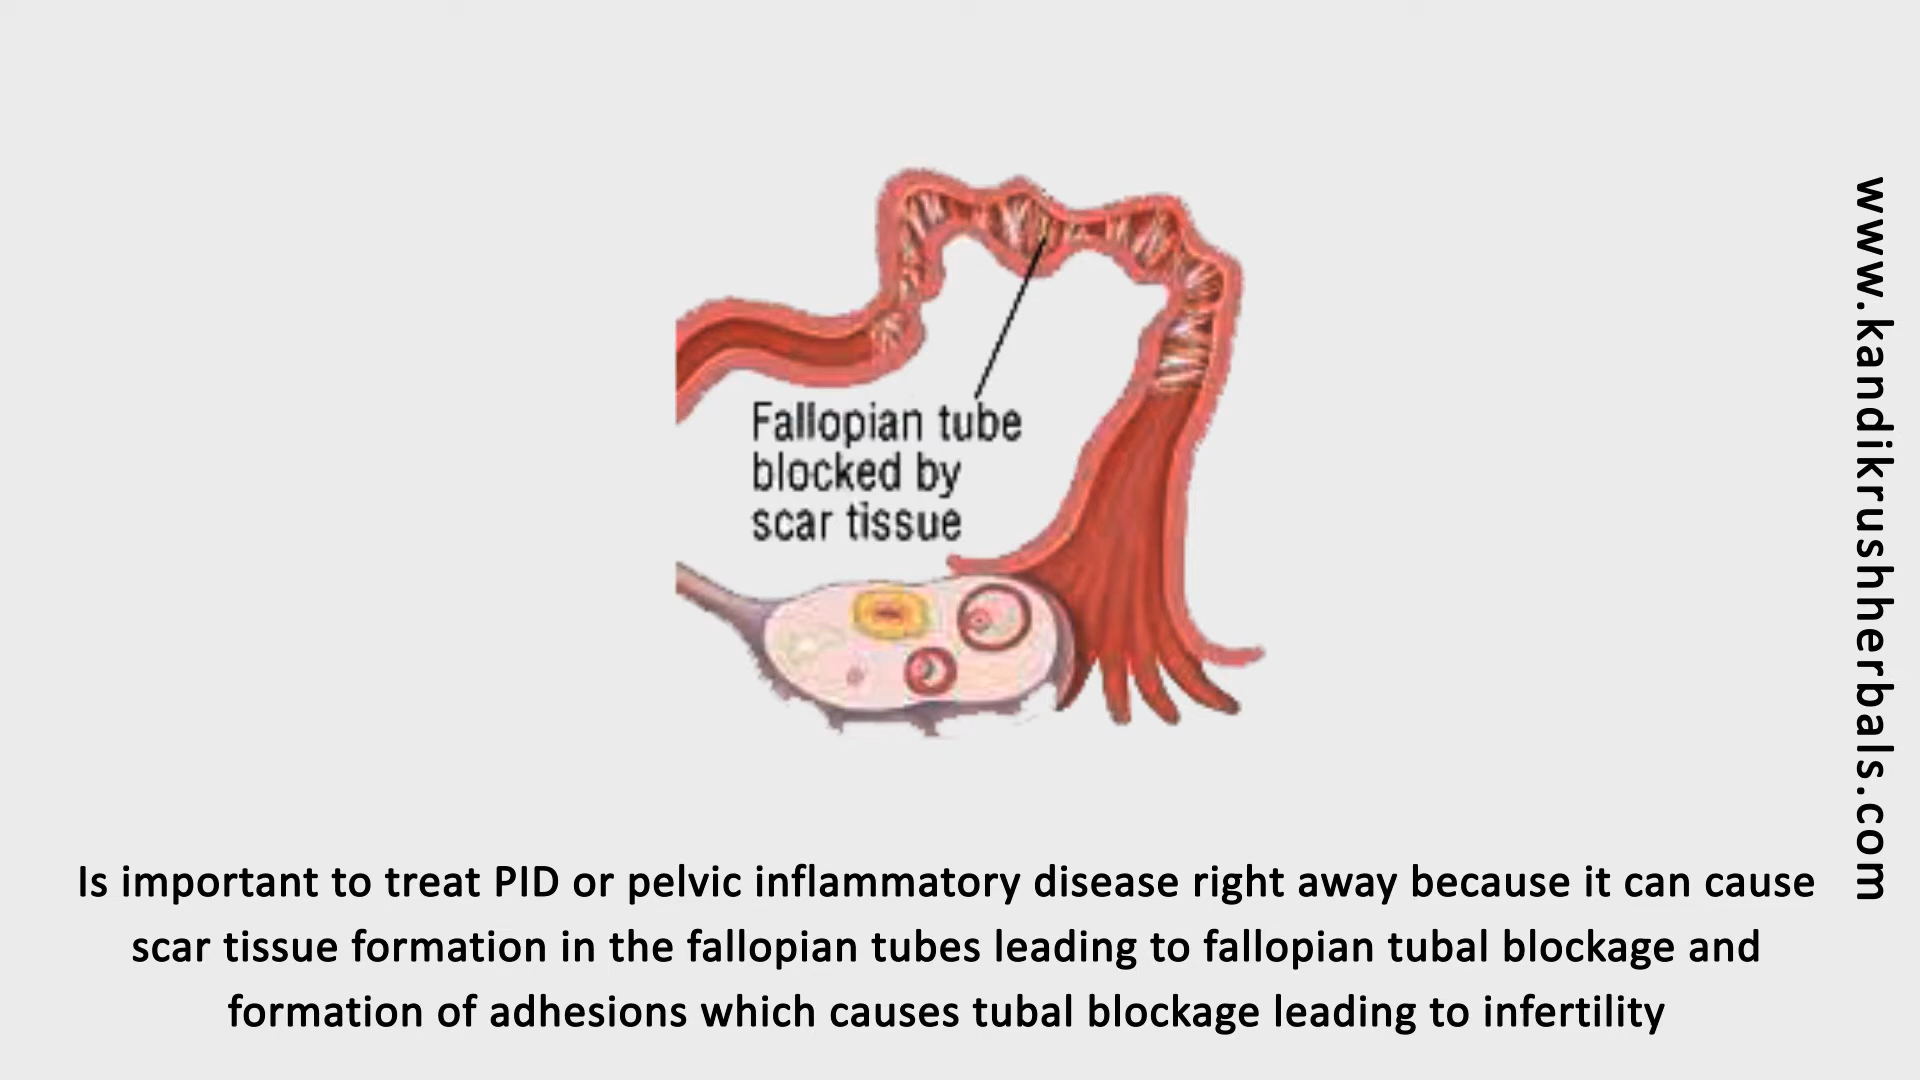 Fallopian tube
blocked by
scar tissue
www.kandikrushherbals.com
Is important to treat PID or pelvic inflammatory disease right away because it can cause
scar tissue formation in the fallopian tubes leading to fallopian tubal blockage and
formation of adhesions which causes tubal blockage leading to infertility